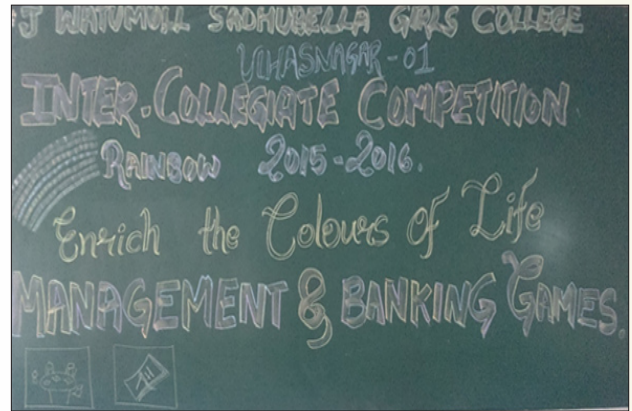 J WATUMULL SADHUBELLA GIRLS COLLEGE
ULHASNAGAR-01
INTER-COLLEGIATE COMPETITION
RAINBOW 2015-2016.
Enrich the Colours of Life
MANAGEMENT & BANKING GAMES.